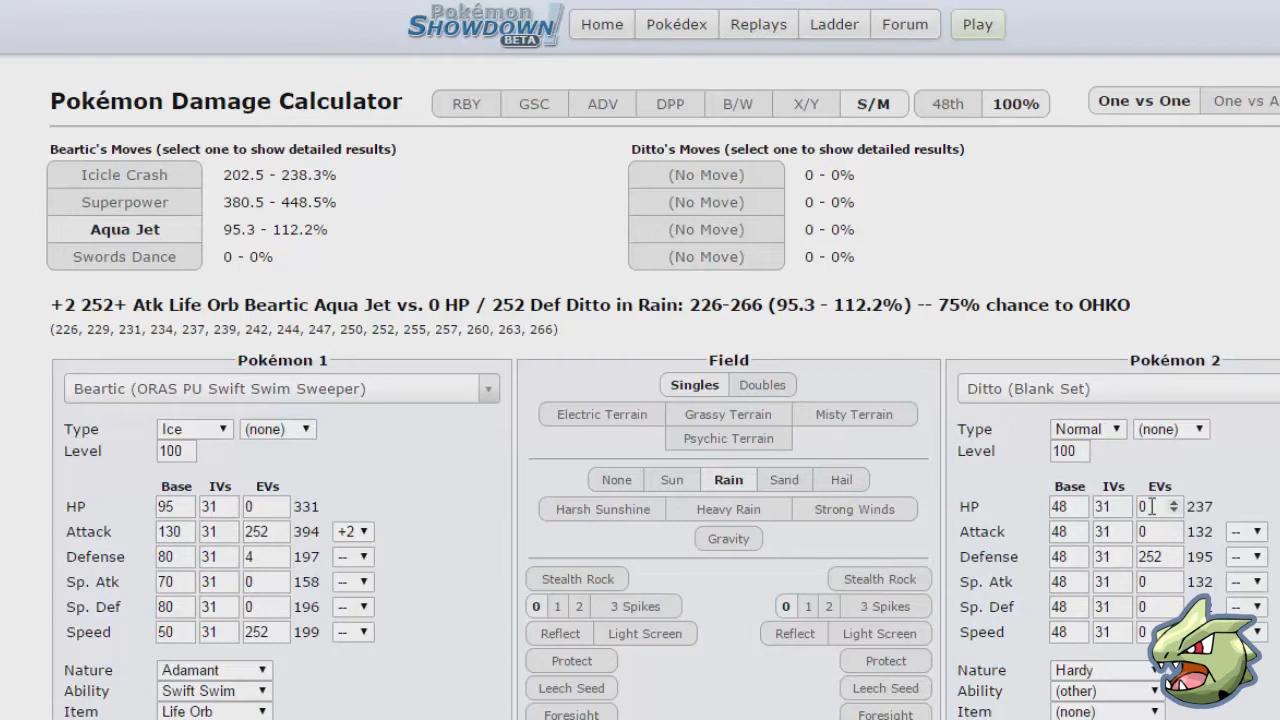 Pokémon
SHOWDOWN!
BETA
Home Pokédex Replays Ladder Forum Play
Pokémon Damage Calculator RBY GSC ADV DPP B/W X/Y S/M 48th 100% One vs One One vs A
Beartic's Moves (select one to show detailed results) Ditto's Moves (select one to show detailed results)
Icicle Crash 202.5 - 238.3% (No Move) 0 - 0%
Superpower 380.5 - 448.5% (No Move) 0 - 0%
Aqua Jet 95.3 - 112.2% (No Move) 0 - 0%
Swords Dance 0 - 0% (No Move) 0 - 0%
+2 252+ Atk Life Orb Beartic Aqua Jet vs. 0 HP / 252 Def Ditto in Rain: 226-266 (95.3 - 112.2%) -- 75% chance to OHKO
(226, 229, 231, 234, 237, 239, 242, 244, 247, 250, 252, 255, 257, 260, 263, 266)
Pokémon 1 Field Pokémon 2
Beartic (ORAS PU Swift Swim Sweeper) Singles Doubles Ditto (Blank Set)
Electric Terrain Grassy Terrain Misty Terrain
Type Ice (none) Psychic Terrain Type Normal (none)
Level 100 Level 100
None Sun Rain Sand Hail
Base IVs EVs Base IVs EVs
HP 95 31 0 331 Harsh Sunshine Heavy Rain Strong Winds HP 48 31 0 237
Attack 130 31 252 394 +2 Gravity Attack 48 31 0 132 --
Defense 80 31 4 197 -- Defense 48 31 252 195 --
Sp. Atk 70 31 0 158 -- Stealth Rock Stealth Rock Sp. Atk 48 31 0 132 --
Sp. Def 80 31 0 196 -- 0 1 2 3 Spikes 0 1 2 3 Spikes Sp. Def 48 31 0
Speed 50 31 252 199 -- Reflect Light Screen Reflect Light Screen Speed 48 31 0
Protect Protect
Nature Adamant Nature Hardy
Ability Swift Swim Leech Seed Leech Seed Ability (other)
Item Life Orb Foresight Foresight Item (none)